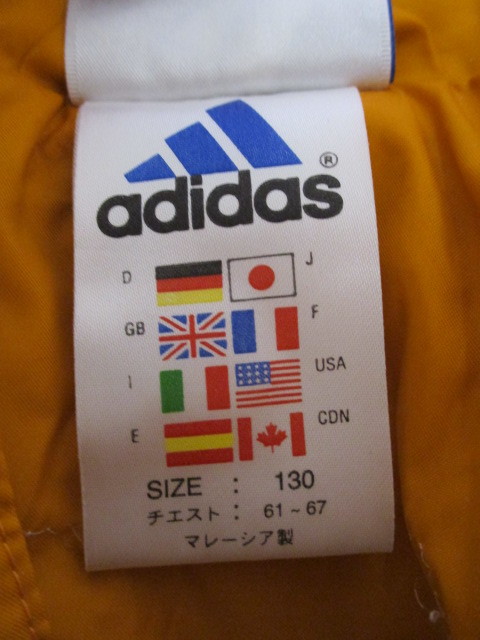 adidas ®
D J
GB F
I USA
E CDN
SIZE : 130
チエスト : 61~67
マレーシア製